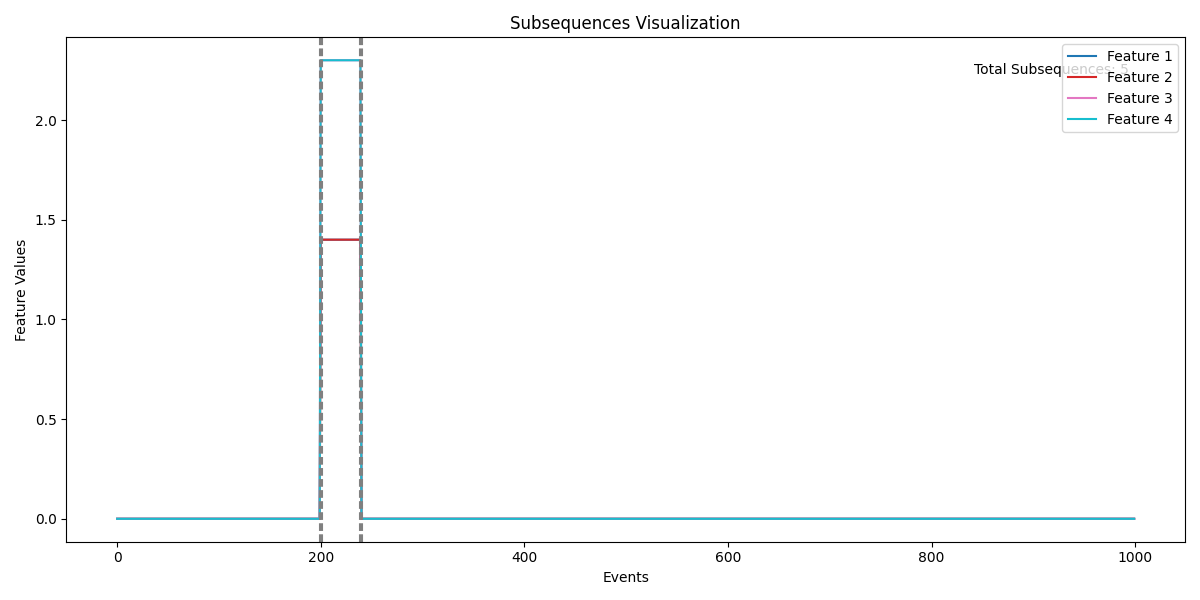 Subsequences Visualization
Total Subsequences: 5
Feature 1
Feature 2
Feature 3
Feature 4
Feature Values
2.0
1.5
1.0
0.5
0.0
0
200
400
600
800
1000
Events